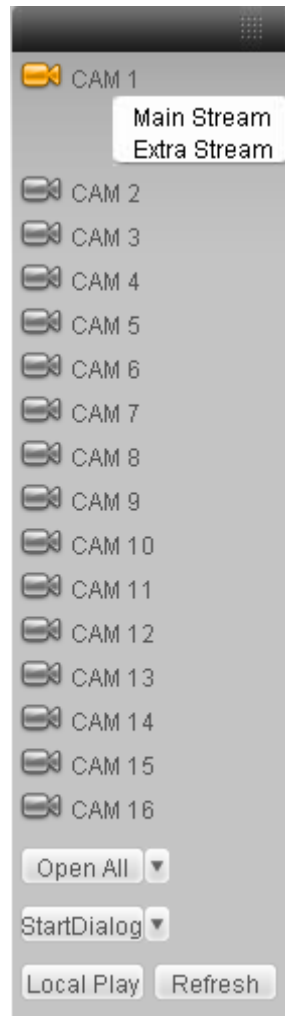 CAM 1
Main Stream
Extra Stream
CAM 2
CAM 3
CAM 4
CAM 5
CAM 6
CAM 7
CAM 8
CAM 9
CAM 10
CAM 11
CAM 12
CAM 13
CAM 14
CAM 15
CAM 16
Open All
StartDialog
Local Play Refresh